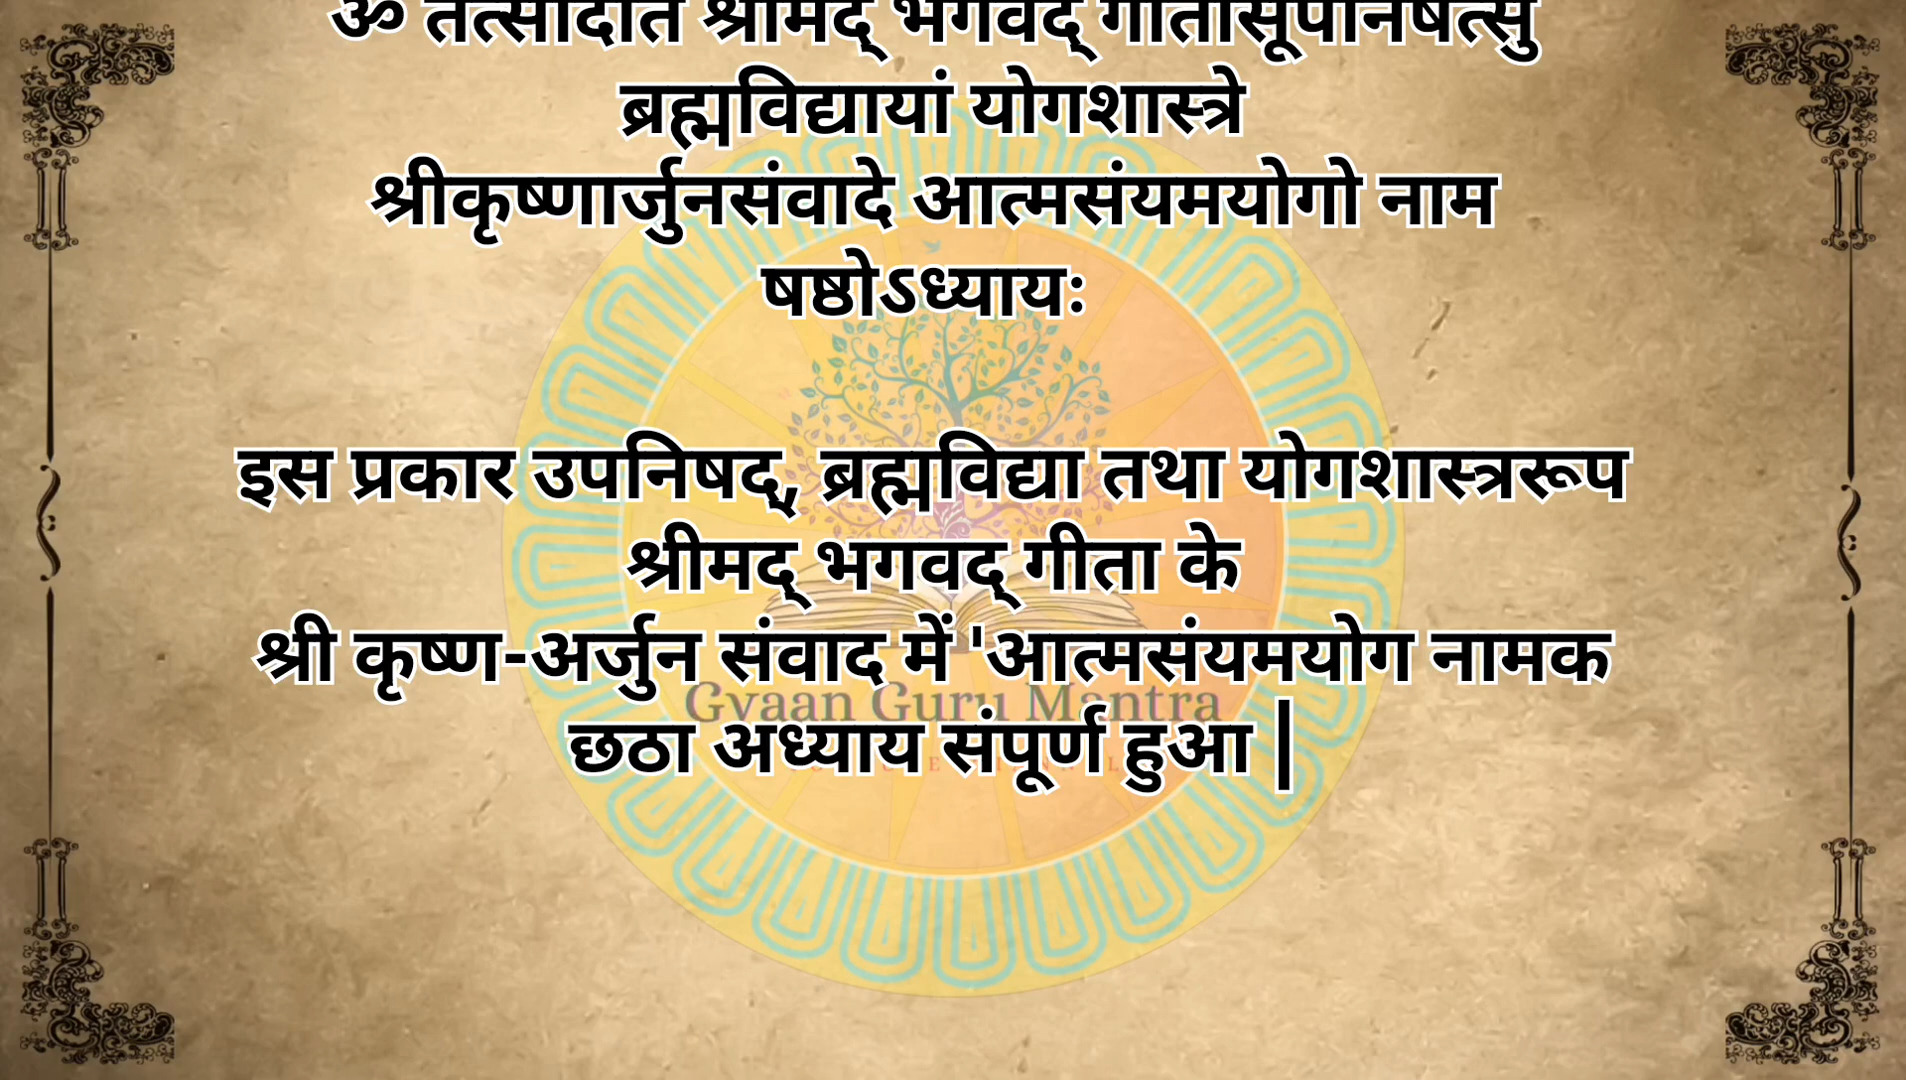 ॐ तत्सदिति श्रीमद् भगवद् गीतासूपनिषत्सु
ब्रह्मविद्यायां योगशास्त्रे
श्रीकृष्णार्जुनसंवादे आत्मसंयमयोगो नाम
षष्ठोऽध्यायः
इस प्रकार उपनिषद्, ब्रह्मविद्या तथा योगशास्त्ररूप
श्रीमद् भगवद् गीता के
श्री कृष्ण-अर्जुन संवाद में 'आत्मसंयमयोग नामक
Gyaan Guru Mantra
छठा अध्याय संपूर्ण हुआ |